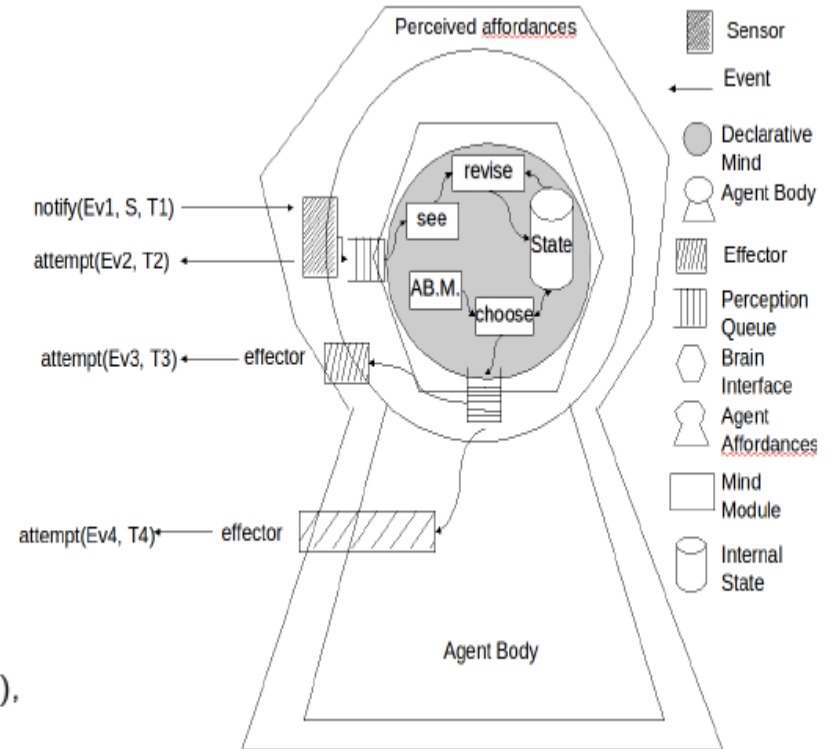 Perceived affordances
notify(Ev1, S, T1)
attempt(Ev2, T2)
attempt(Ev3, T3)
effector
attempt(Ev4, T4)
effector
revise
see
State
AB.M.
choose
Agent Body
),
Sensor
Event
Declarative
Mind
Agent Body
Effector
Perception
Queue
Brain
Interface
Agent
Affordances
Mind
Module
Internal
State